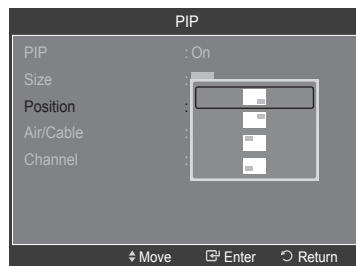 PIP
PIP : On
Size :
Position :
Air/Cable :
Channel :
Move Enter Return